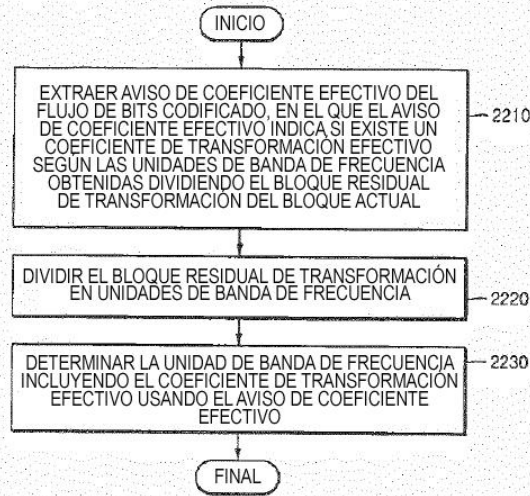 INICIO
EXTRAER AVISO DE COEFICIENTE EFECTIVO DEL
FLUJO DE BITS CODIFICADO, EN EL QUE EL AVISO
DE COEFICIENTE EFECTIVO INDICA SI EXISTE UN
COEFICIENTE DE TRANSFORMACIÓN EFECTIVO
SEGÚN LAS UNIDADES DE BANDA DE FRECUENCIA
OBTENIDAS DIVIDIENDO EL BLOQUE RESIDUAL
DE TRANSFORMACIÓN DEL BLOQUE ACTUAL
2210
DIVIDIR EL BLOQUE RESIDUAL DE TRANSFORMACIÓN
EN UNIDADES DE BANDA DE FRECUENCIA
2220
DETERMINAR LA UNIDAD DE BANDA DE FRECUENCIA
INCLUYENDO EL COEFICIENTE DE TRANSFORMACIÓN
EFECTIVO USANDO EL AVISO DE COEFICIENTE
EFECTIVO
2230
FINAL